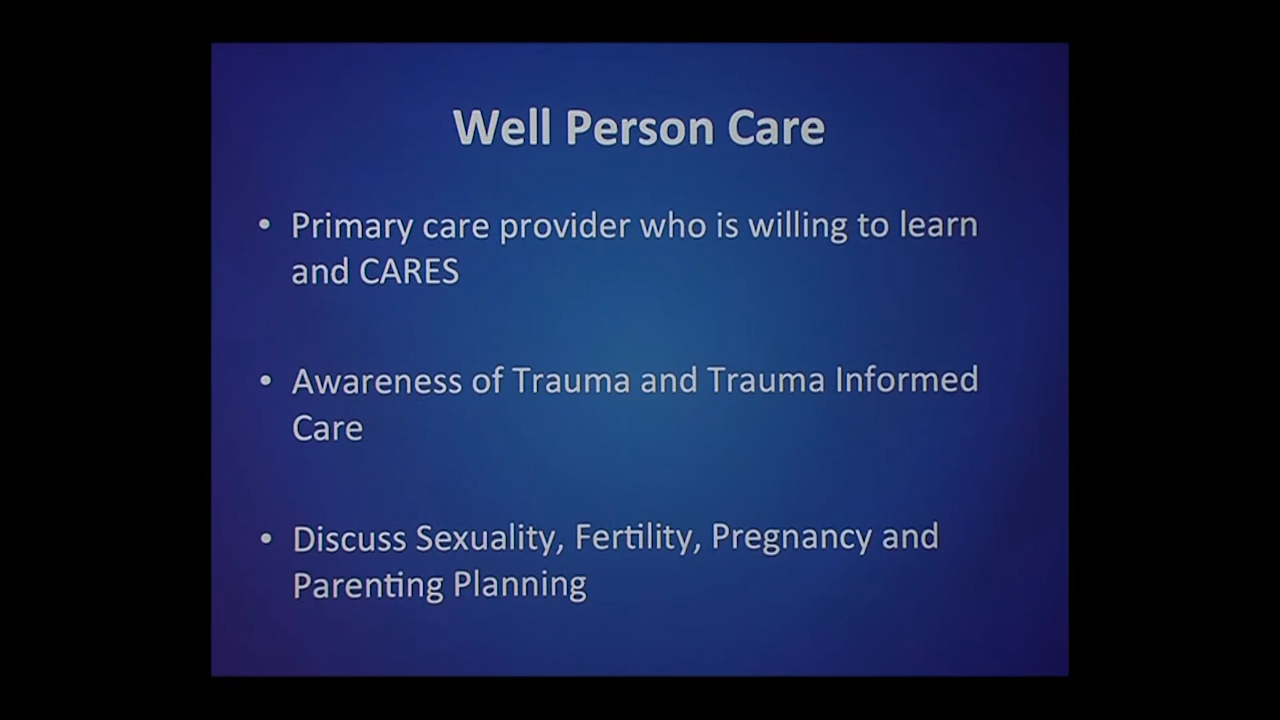 Well Person Care
• Primary care provider who is willing to learn
and CARES
• Awareness of Trauma and Trauma Informed
Care
• Discuss Sexuality, Fertility, Pregnancy and
Parenting Planning